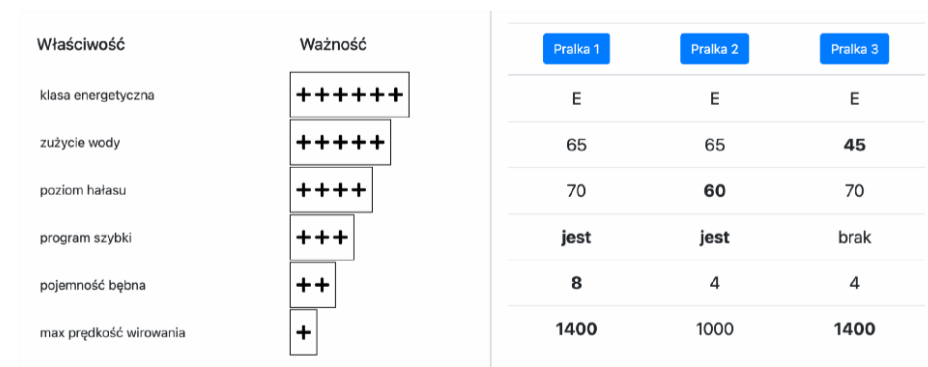 Właściwość Ważność Pralka 1 Pralka 2 Pralka 3
klasa energetyczna ++++++ E E E
zużycie wody +++++ 65 65 45
poziom hałasu ++++ 70 60 70
program szybki +++ jest jest brak
pojemność bębna ++ 8 4 4
max prędkość wirowania + 1400 1000 1400